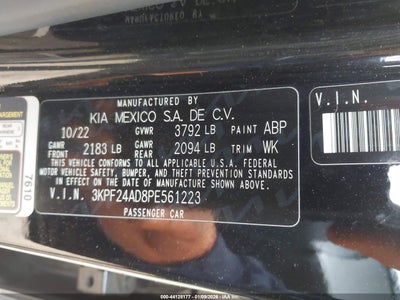 MANUFACTURED BY
KIA MEXICO S.A. DE C.V.
10/22 GVWR 3792 LB PAINT ABP
GAWR FRONT 2183 LB GAWR REAR 2094 LB TRIM WK
THIS VEHICLE CONFORMS TO ALL APPLICABLE U.S.A. FEDERAL
MOTOR VEHICLE SAFETY, BUMPER, AND THEFT PREVENTION STANDARDS
IN EFFECT ON THE DATE OF MANUFACTURE SHOWN ABOVE.
V.I.N. 3KPF24AD8PE561223
PASSENGER CAR
V.I.N.
7610
000-44128177 - 01/09/2026 - IAA Inc.